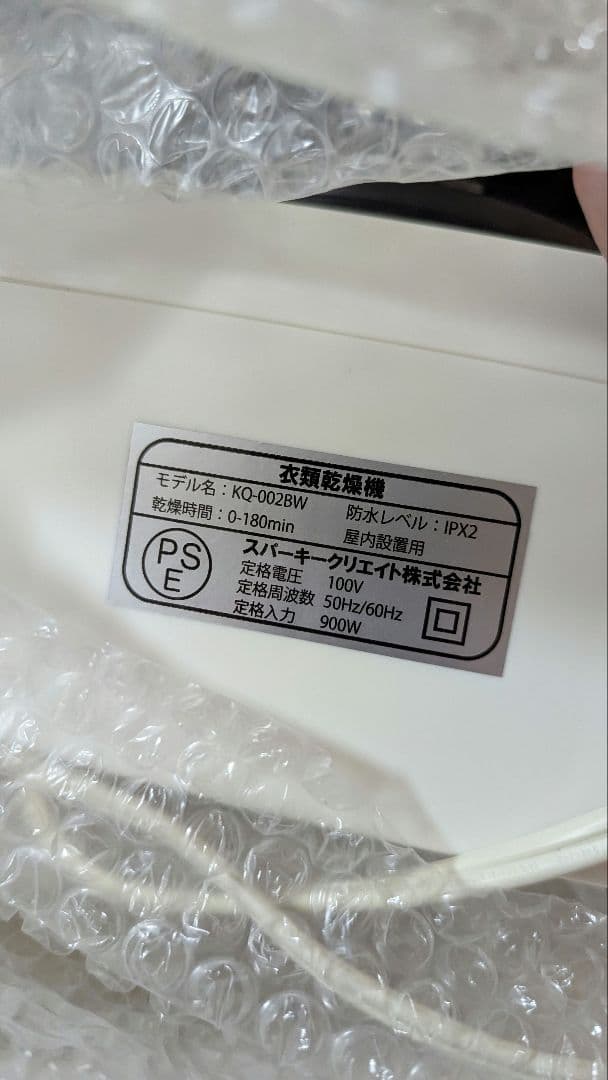 衣類乾燥機
モデル名：KQ-002BW 防水レベル：IPX2
乾燥時間：0-180min 屋内設置用
PS
E
スパーキークリエイト株式会社
定格電圧 100V
定格周波数 50Hz/60Hz
定格入力 900W